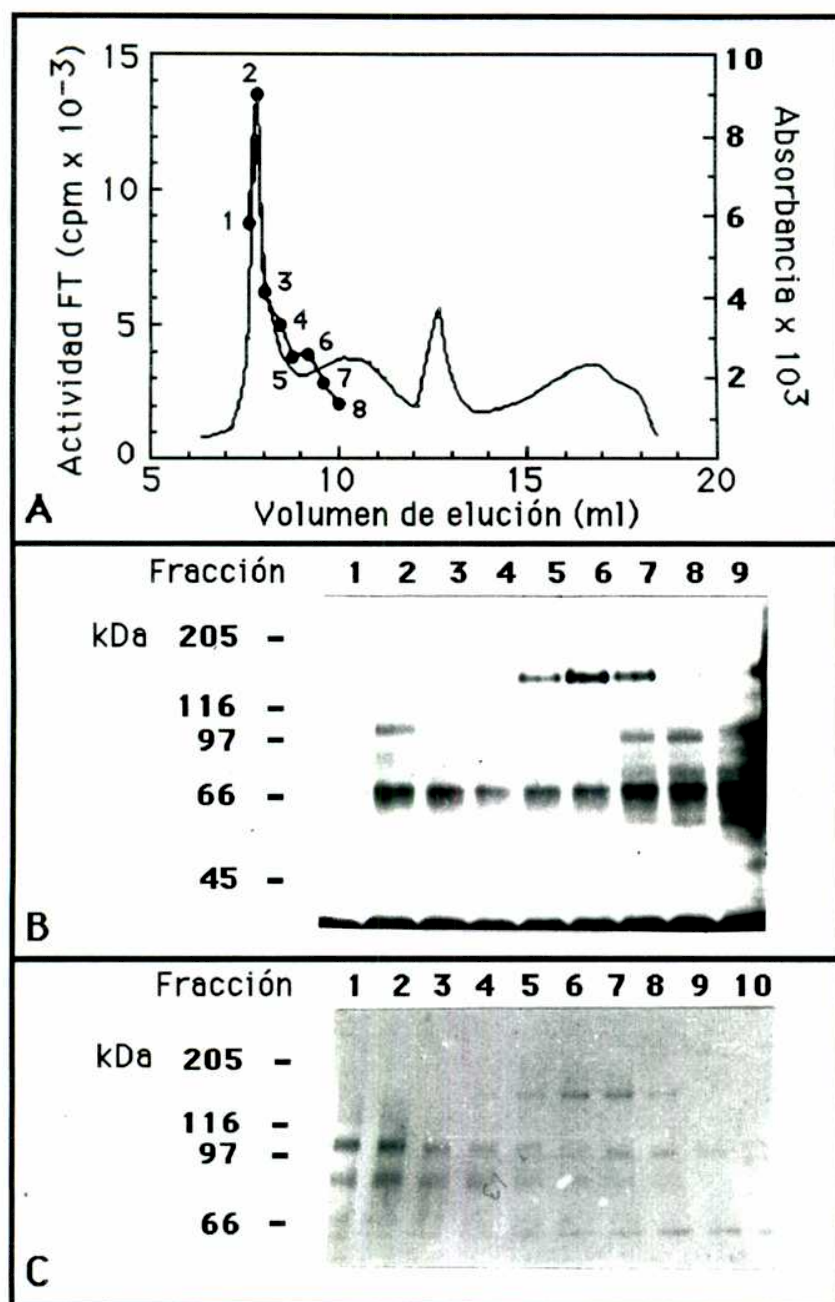 15
10
5
0
Actividad FT (cpm x 10⁻³)
10
8
6
4
2
Absorbancia x 10³
1
2
3
4
5
6
7
8
5 10 15 20
Volumen de elución (ml)
A
Fracción 1 2 3 4 5 6 7 8 9
kDa 205 -
116 -
97 -
66 -
45 -
B
Fracción 1 2 3 4 5 6 7 8 9 10
kDa 205 -
116 -
97 -
66 -
C